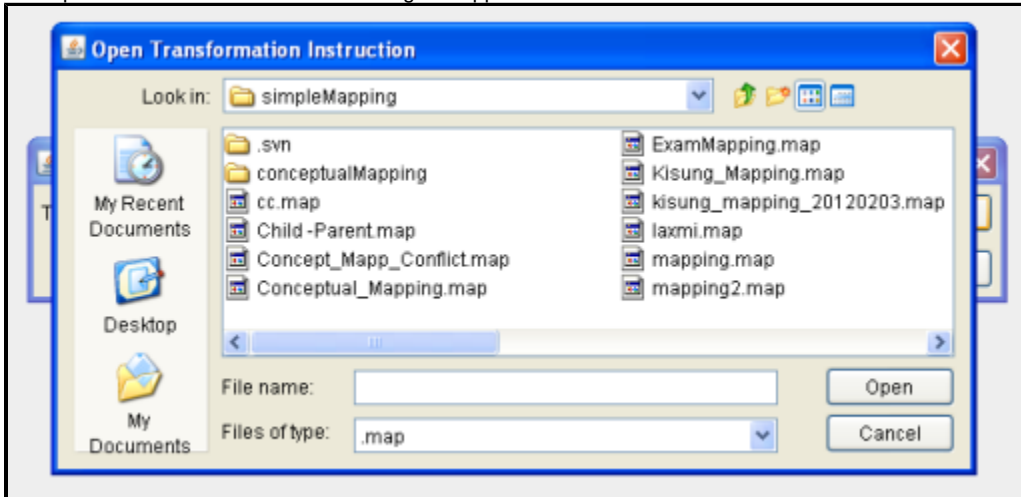 Open Transformation Instruction
Look in: simpleMapping
My Recent
Documents
Desktop
My
Documents
.svn
conceptualMapping
cc.map
Child -Parent.map
Concept_Mapp_Conflict.map
Conceptual_Mapping.map
ExamMapping.map
Kisung_Mapping.map
kisung_mapping_20120203.map
laxmi.map
mapping.map
mapping2.map
File name:
Open
Files of type: .map
Cancel